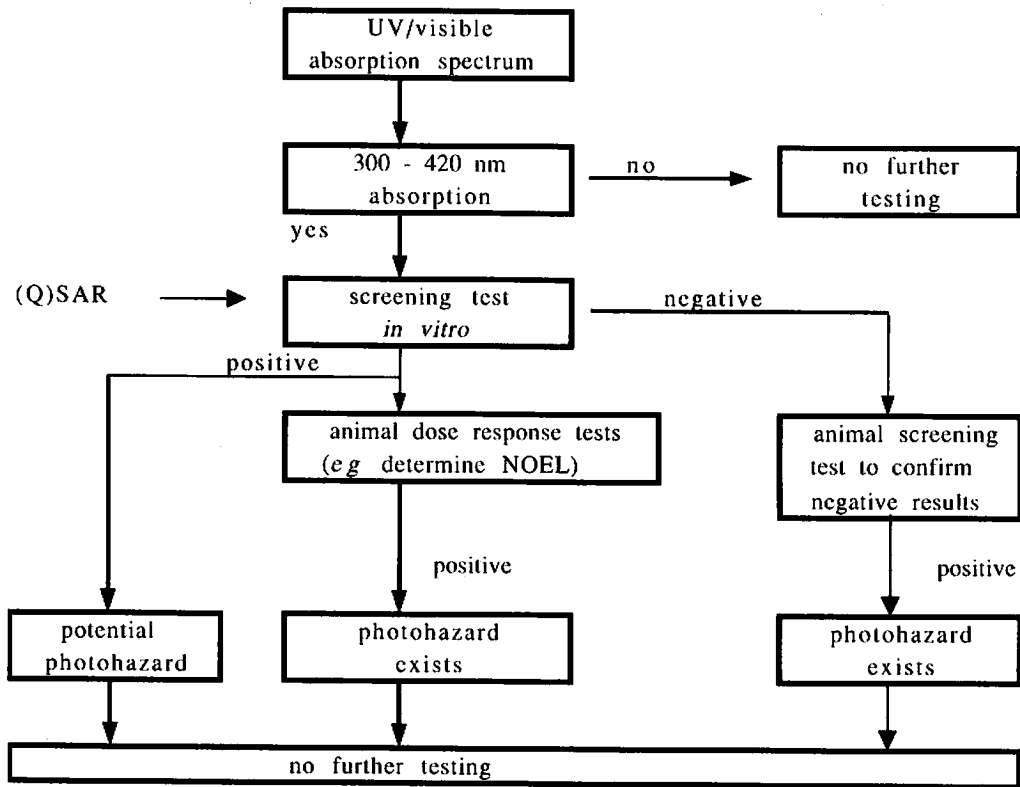 UV/visible
absorption spectrum
300 - 420 nm
absorption
no
no further
testing
yes
(Q)SAR
screening test
in vitro
negative
positive
animal dose response tests
(eg determine NOEL)
animal screening
test to confirm
negative results
positive
positive
potential
photohazard
photohazard
exists
photohazard
exists
no further testing